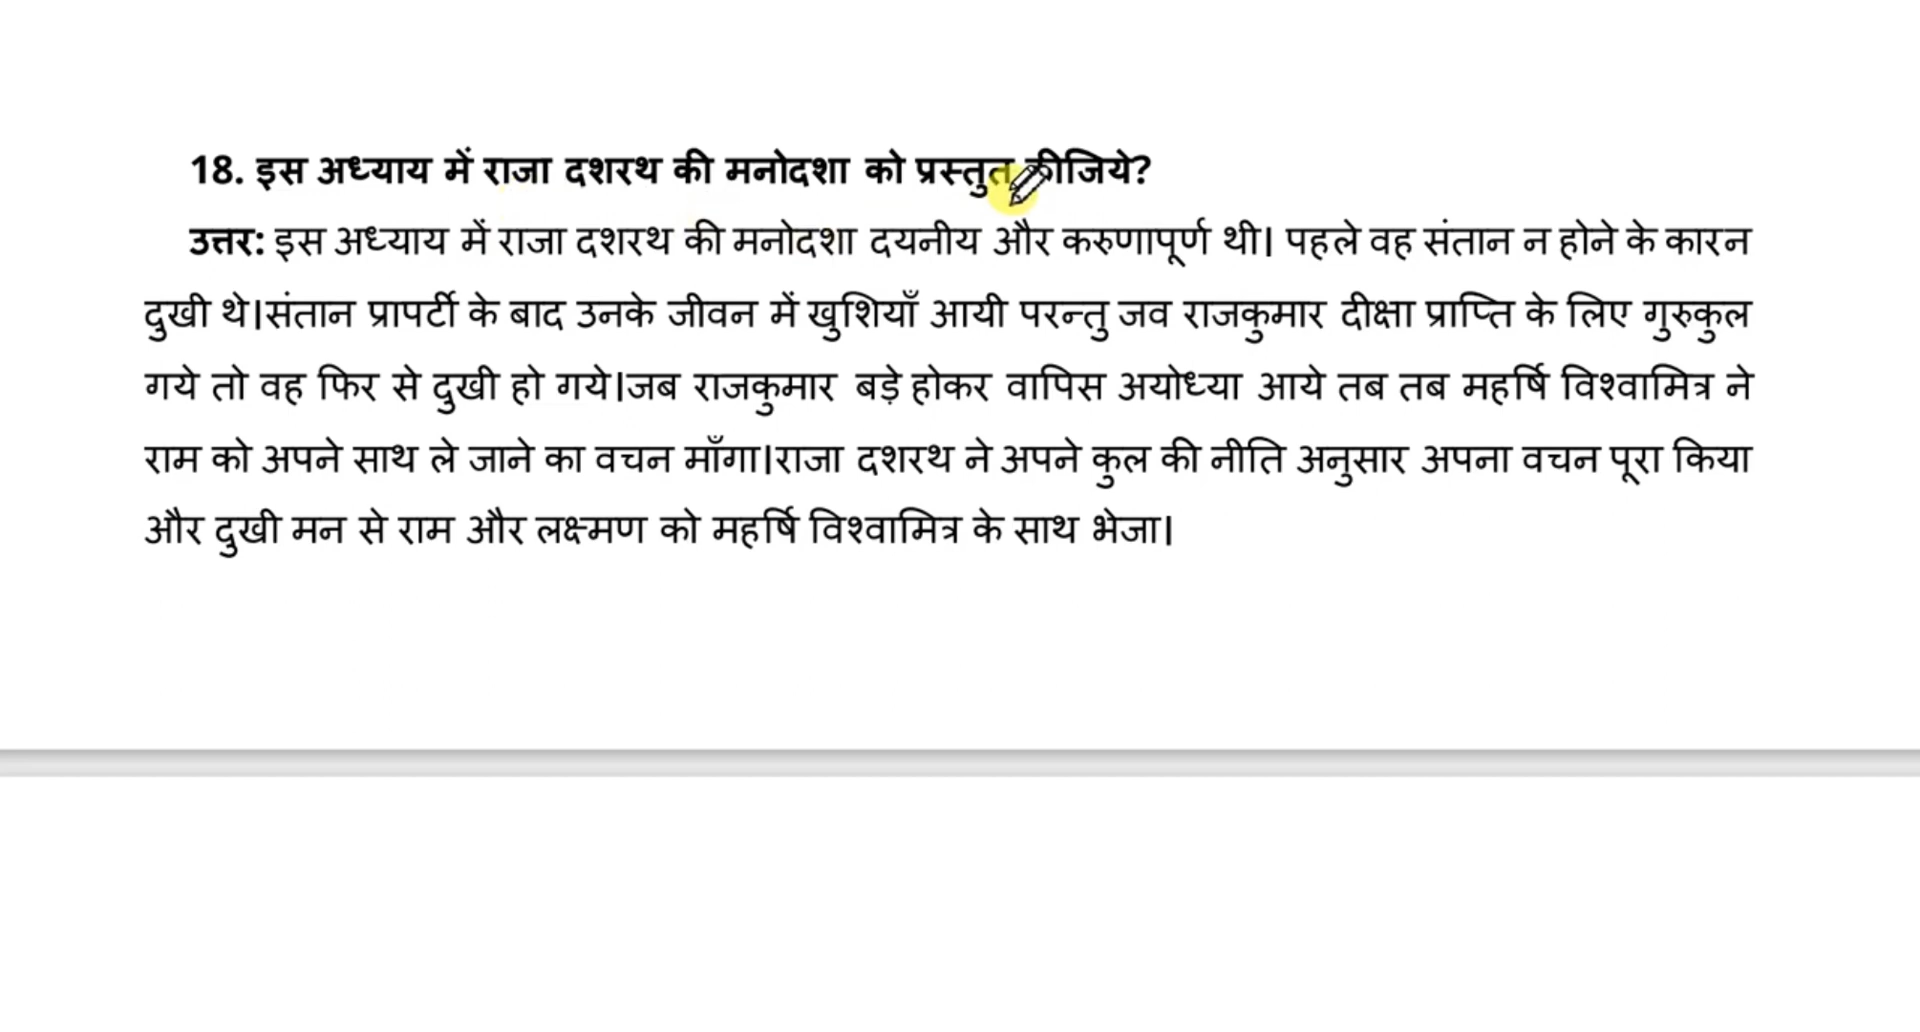 18. इस अध्याय में राजा दशरथ की मनोदशा को प्रस्तुत कीजिये?
उत्तर: इस अध्याय में राजा दशरथ की मनोदशा दयनीय और करुणापूर्ण थी। पहले वह संतान न होने के कारन
दुखी थे।संतान प्रापर्टी के बाद उनके जीवन में खुशियाँ आयी परन्तु जव राजकुमार दीक्षा प्राप्ति के लिए गुरुकुल
गये तो वह फिर से दुखी हो गये।जब राजकुमार बड़े होकर वापिस अयोध्या आये तब तब महर्षि विश्वामित्र ने
राम को अपने साथ ले जाने का वचन माँगा।राजा दशरथ ने अपने कुल की नीति अनुसार अपना वचन पूरा किया
और दुखी मन से राम और लक्ष्मण को महर्षि विश्वामित्र के साथ भेजा।